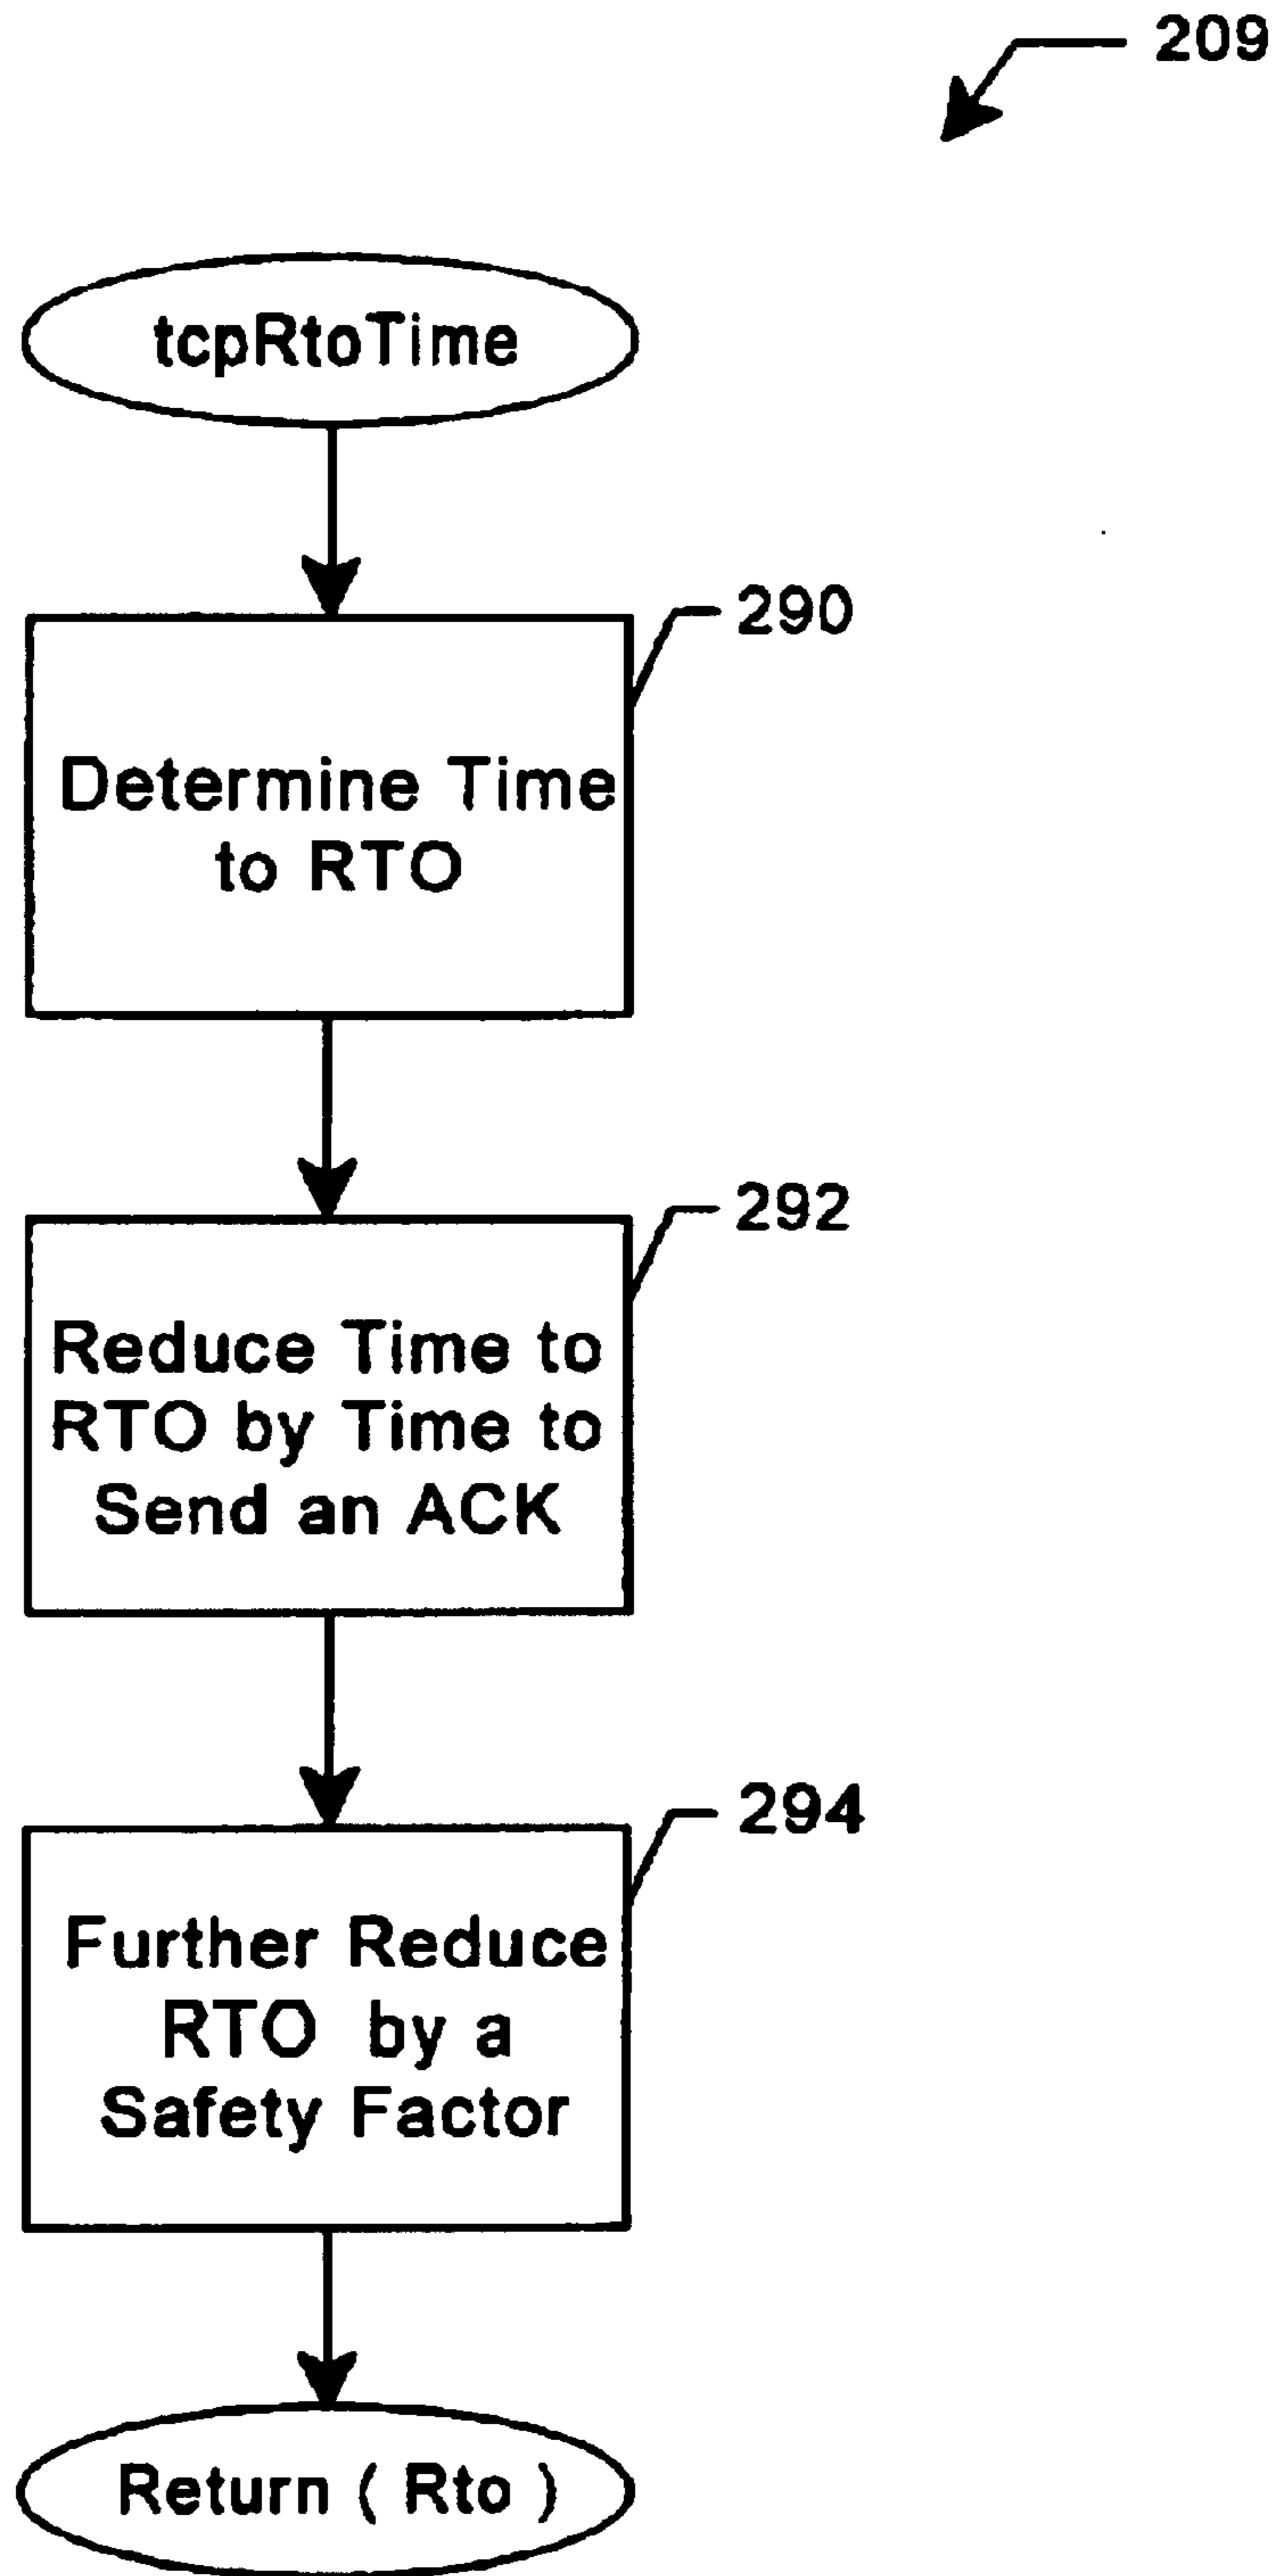 209
tcpRtoTime
290
Determine Time
to RTO
292
Reduce Time to
RTO by Time to
Send an ACK
294
Further Reduce
RTO by a
Safety Factor
Return ( Rto )